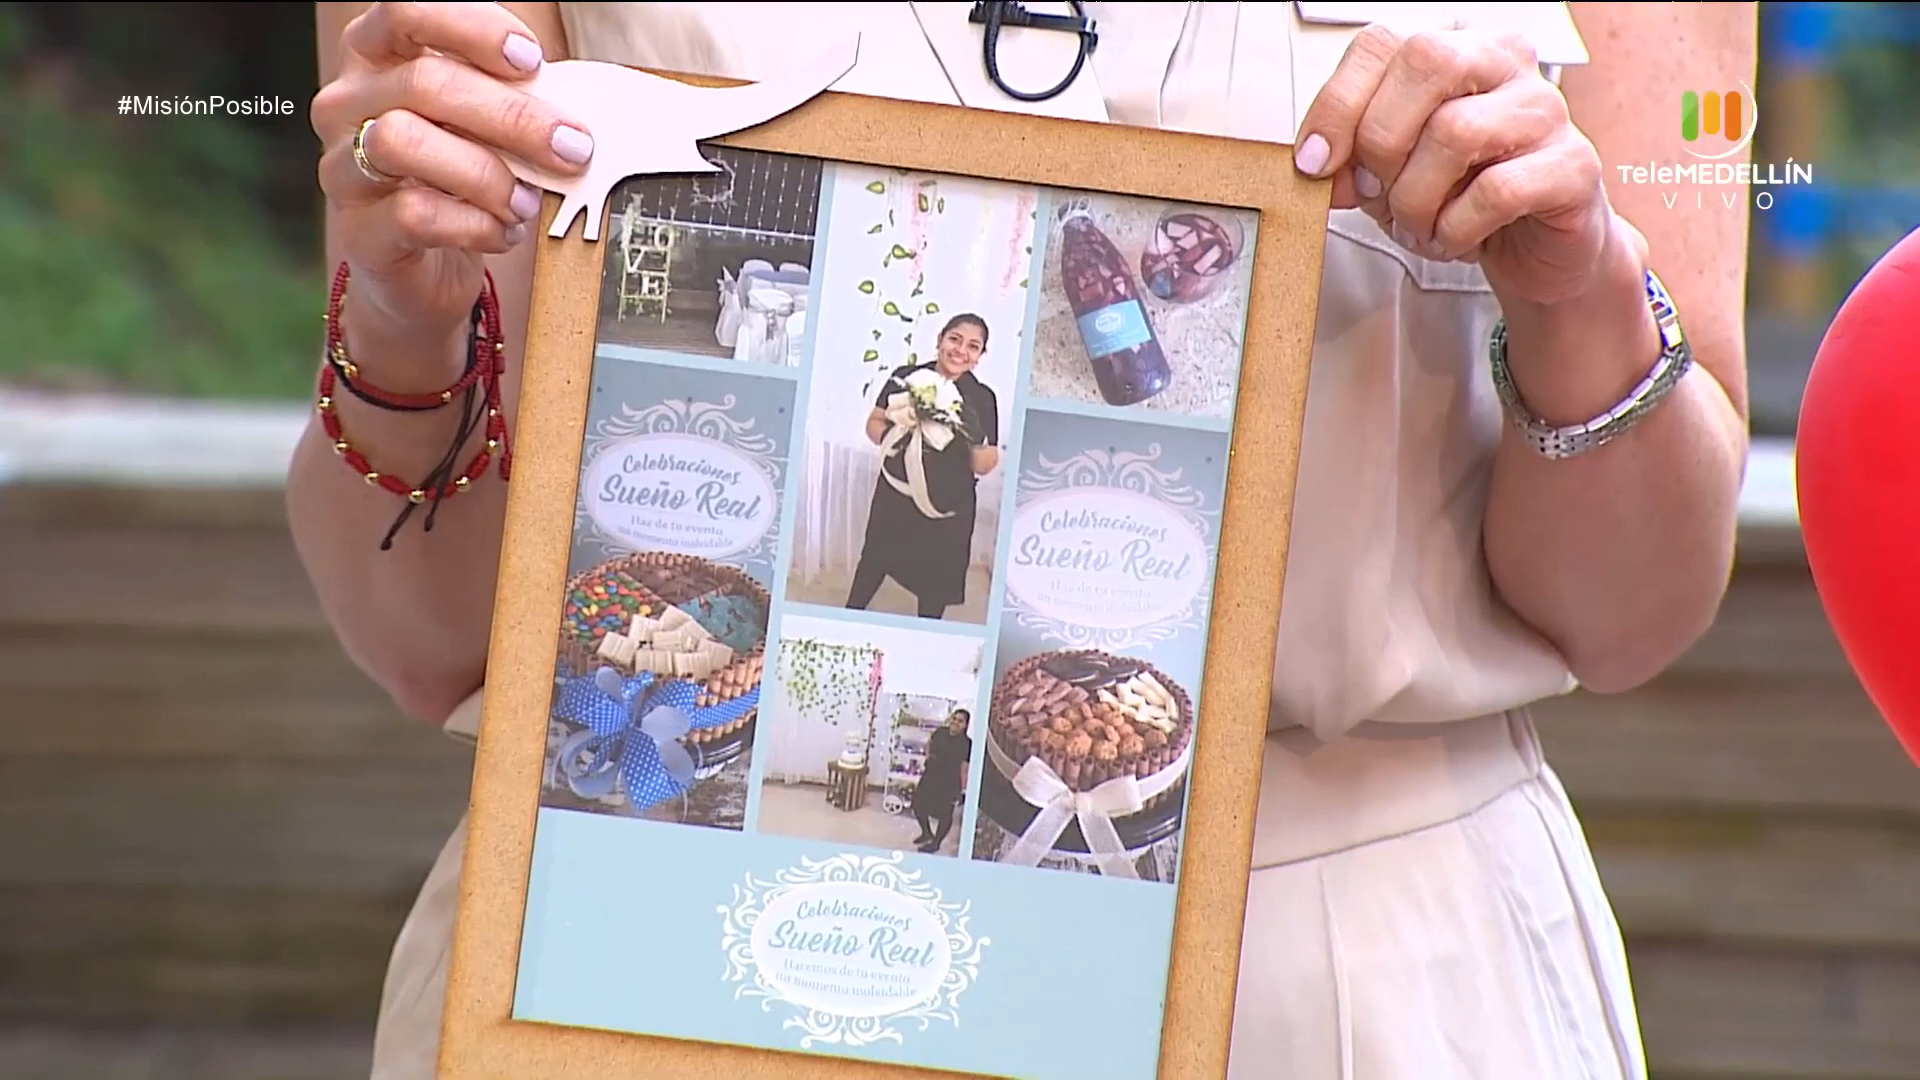 #MisiónPosible
TeleMEDELLÍN
VIVO
LOVE
Celebraciones
Sueño Real
Haz de tu evento
un momento inolvidable
Celebraciones
Sueño Real
Haz de tu evento
un momento inolvidable
Celebraciones
Sueño Real
Hacemos de tu evento
un momento inolvidable